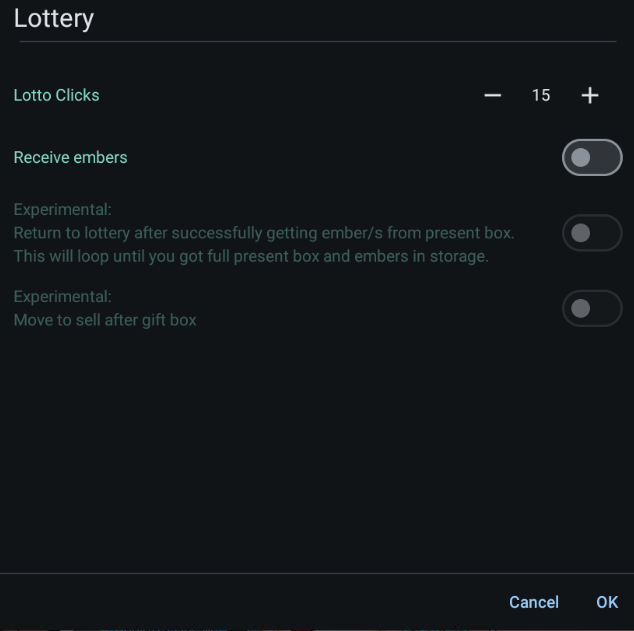 Lottery
Lotto Clicks
15
Receive embers
Experimental:
Return to lottery after successfully getting ember/s from present box.
This will loop until you got full present box and embers in storage.
Experimental:
Move to sell after gift box
Cancel
OK